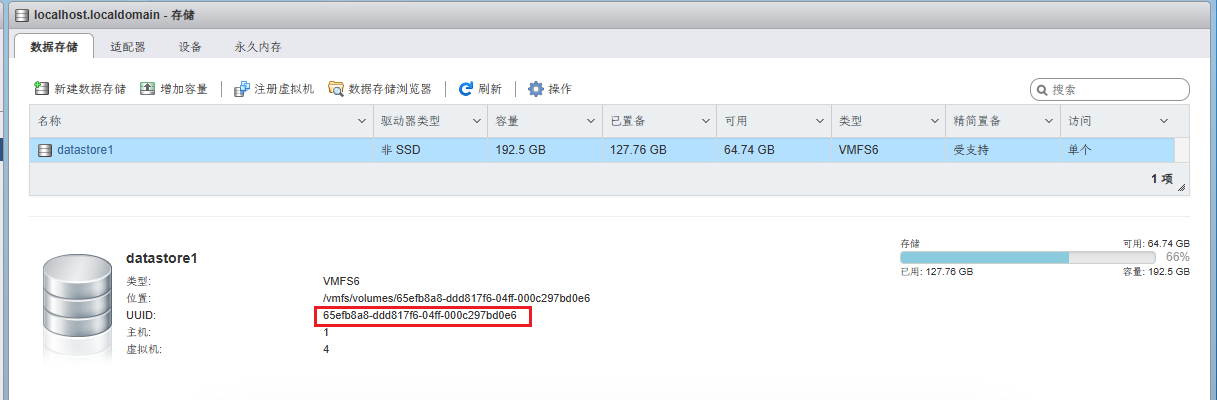 localhost.localdomain - 存储
数据存储 适配器 设备 永久内存
新建数据存储 增加容量 注册虚拟机 数据存储浏览器 刷新 操作 搜索
名称 驱动器类型 容量 已置备 可用 类型 精简置备 访问
datastore1 非 SSD 192.5 GB 127.76 GB 64.74 GB VMFS6 受支持 单个
1 项
存储 可用: 64.74 GB
66%
已用: 127.76 GB 容量: 192.5 GB
datastore1
类型: VMFS6
位置: /vmfs/volumes/65efb8a8-ddd817f6-04ff-000c297bd0e6
UUID: 65efb8a8-ddd817f6-04ff-000c297bd0e6
主机: 1
虚拟机: 4